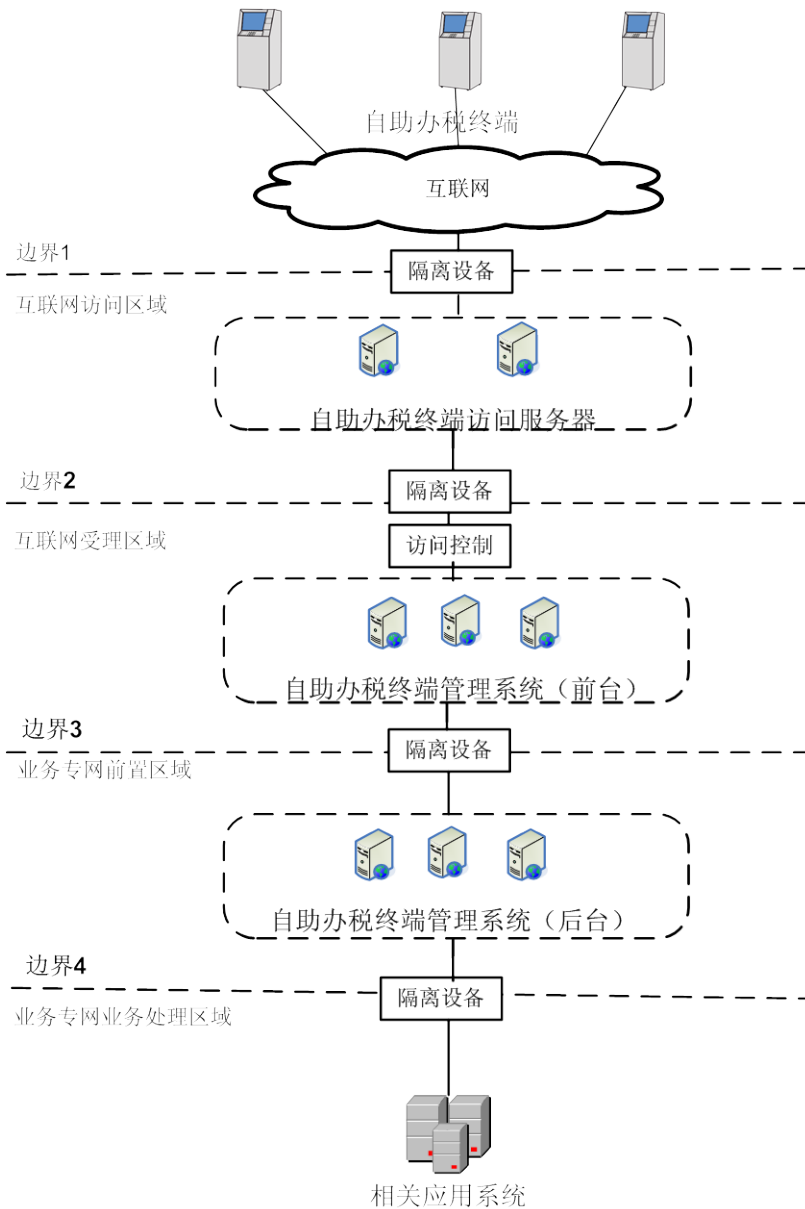 自助办税终端
互联网
边界1
隔离设备
互联网访问区域
自助办税终端访问服务器
边界2
隔离设备
互联网受理区域
访问控制
自助办税终端管理系统（前台）
边界3
隔离设备
业务专网前置区域
自助办税终端管理系统（后台）
边界4
隔离设备
业务专网业务处理区域
相关应用系统